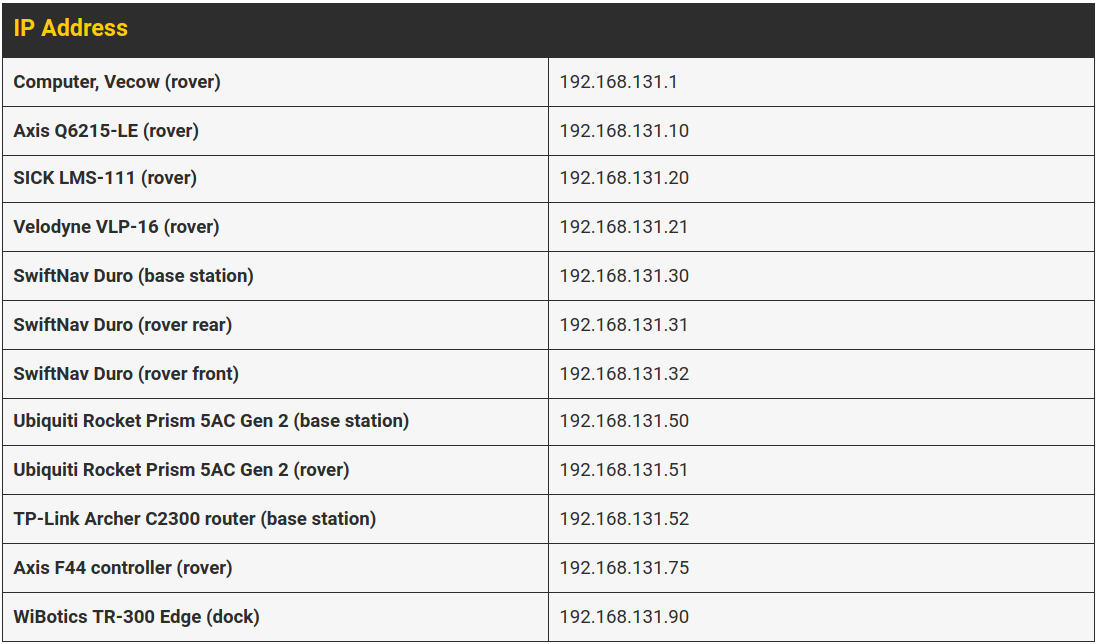 IP Address
Computer, Vecow (rover) 192.168.131.1
Axis Q6215-LE (rover) 192.168.131.10
SICK LMS-111 (rover) 192.168.131.20
Velodyne VLP-16 (rover) 192.168.131.21
SwiftNav Duro (base station) 192.168.131.30
SwiftNav Duro (rover rear) 192.168.131.31
SwiftNav Duro (rover front) 192.168.131.32
Ubiquiti Rocket Prism 5AC Gen 2 (base station) 192.168.131.50
Ubiquiti Rocket Prism 5AC Gen 2 (rover) 192.168.131.51
TP-Link Archer C2300 router (base station) 192.168.131.52
Axis F44 controller (rover) 192.168.131.75
WiBotics TR-300 Edge (dock) 192.168.131.90